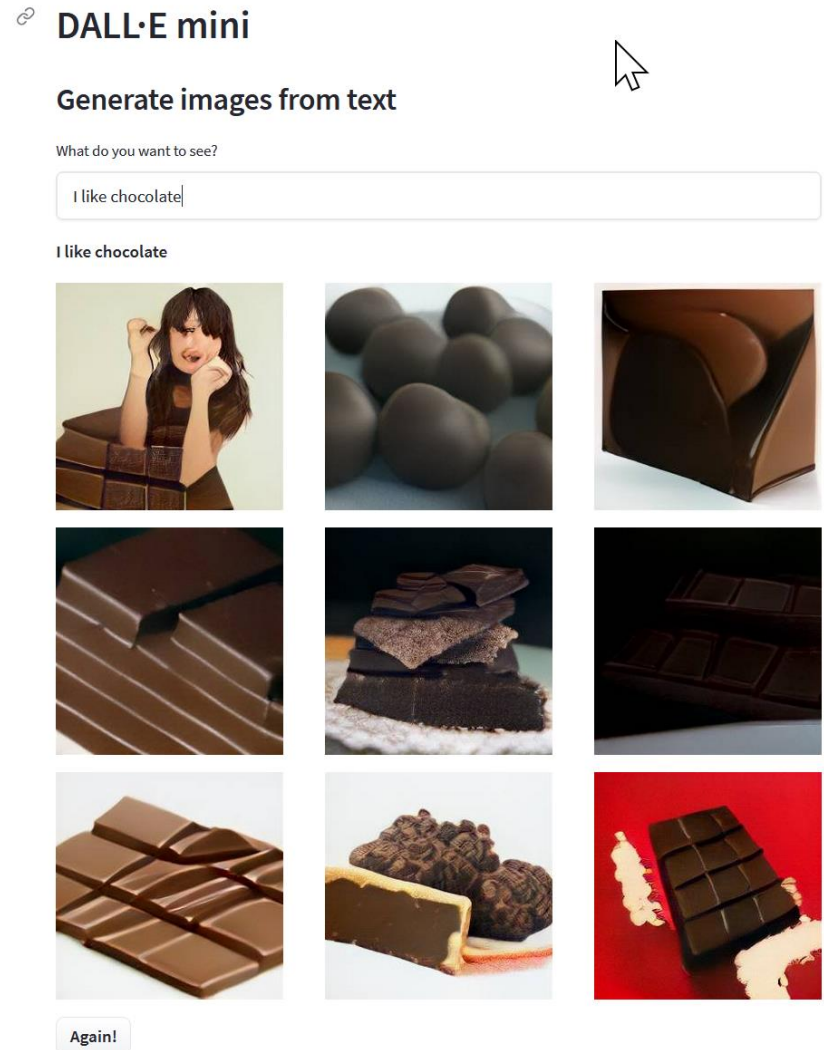 DALL·E mini
Generate images from text
What do you want to see?
I like chocolate
I like chocolate
Again!